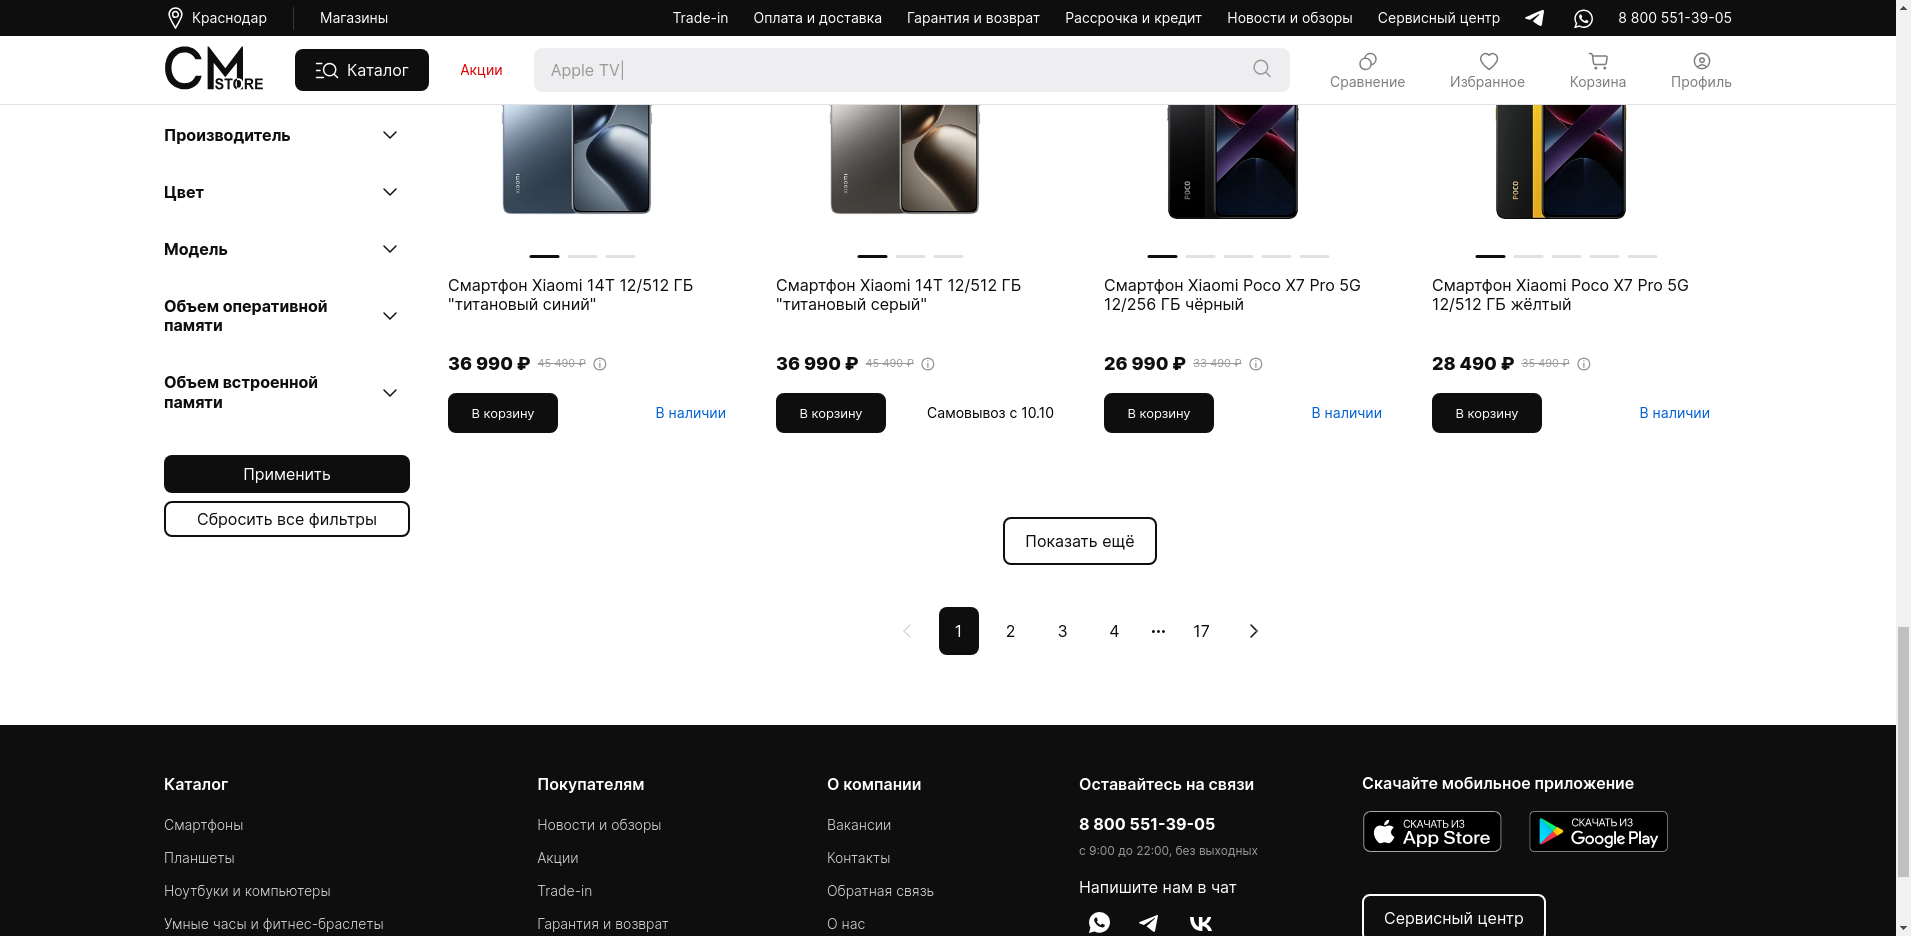 Краснодар
Магазины
Trade-in
Оплата и доставка
Гарантия и возврат
Рассрочка и кредит
Новости и обзоры
Сервисный центр
8 800 551-39-05
CM STORE
Каталог
Акции
Apple TV|
Сравнение
Избранное
Корзина
Профиль
Производитель
Цвет
Модель
Объем оперативной
памяти
Объем встроенной
памяти
Применить
Сбросить все фильтры
xiaomi
xiaomi
POCO
POCO
Смартфон Xiaomi 14T 12/512 ГБ
"титановый синий"
36 990 ₽ 45 490 ₽
В корзину
В наличии
Смартфон Xiaomi 14T 12/512 ГБ
"титановый серый"
36 990 ₽ 45 490 ₽
В корзину
Самовывоз с 10.10
Смартфон Xiaomi Poco X7 Pro 5G
12/256 ГБ чёрный
26 990 ₽ 33 490 ₽
В корзину
В наличии
Смартфон Xiaomi Poco X7 Pro 5G
12/512 ГБ жёлтый
28 490 ₽ 35 490 ₽
В корзину
В наличии
Показать ещё
1 2 3 4 ... 17
Каталог
Смартфоны
Планшеты
Ноутбуки и компьютеры
Умные часы и фитнес-браслеты
Покупателям
Новости и обзоры
Акции
Trade-in
Гарантия и возврат
О компании
Вакансии
Контакты
Обратная связь
О нас
Оставайтесь на связи
8 800 551-39-05
с 9:00 до 22:00, без выходных
Напишите нам в чат
Скачайте мобильное приложение
СКАЧАТЬ ИЗ
App Store
СКАЧАТЬ ИЗ
Google Play
Сервисный центр